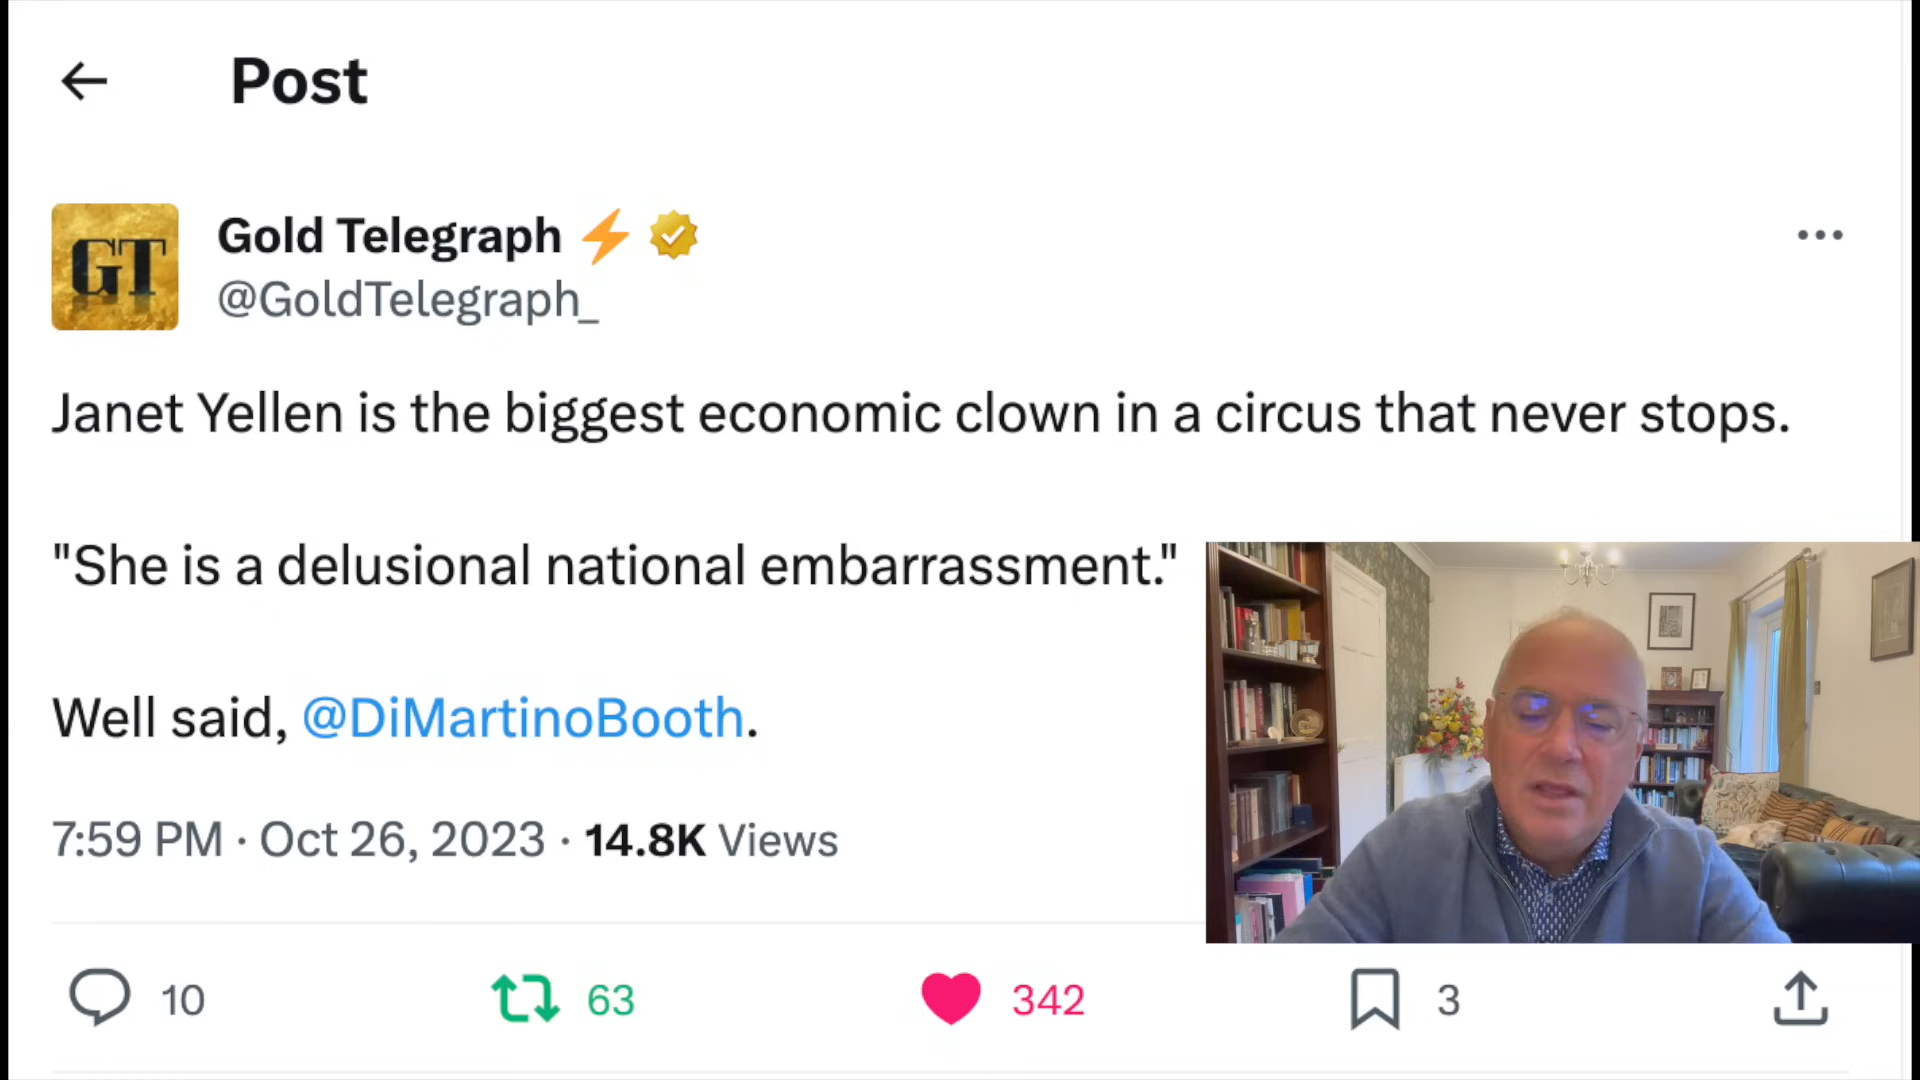 Post
GT
Gold Telegraph
@GoldTelegraph_
Janet Yellen is the biggest economic clown in a circus that never stops.
"She is a delusional national embarrassment."
Well said, @DiMartinoBooth.
7:59 PM · Oct 26, 2023 · 14.8K Views
10 63 342 3